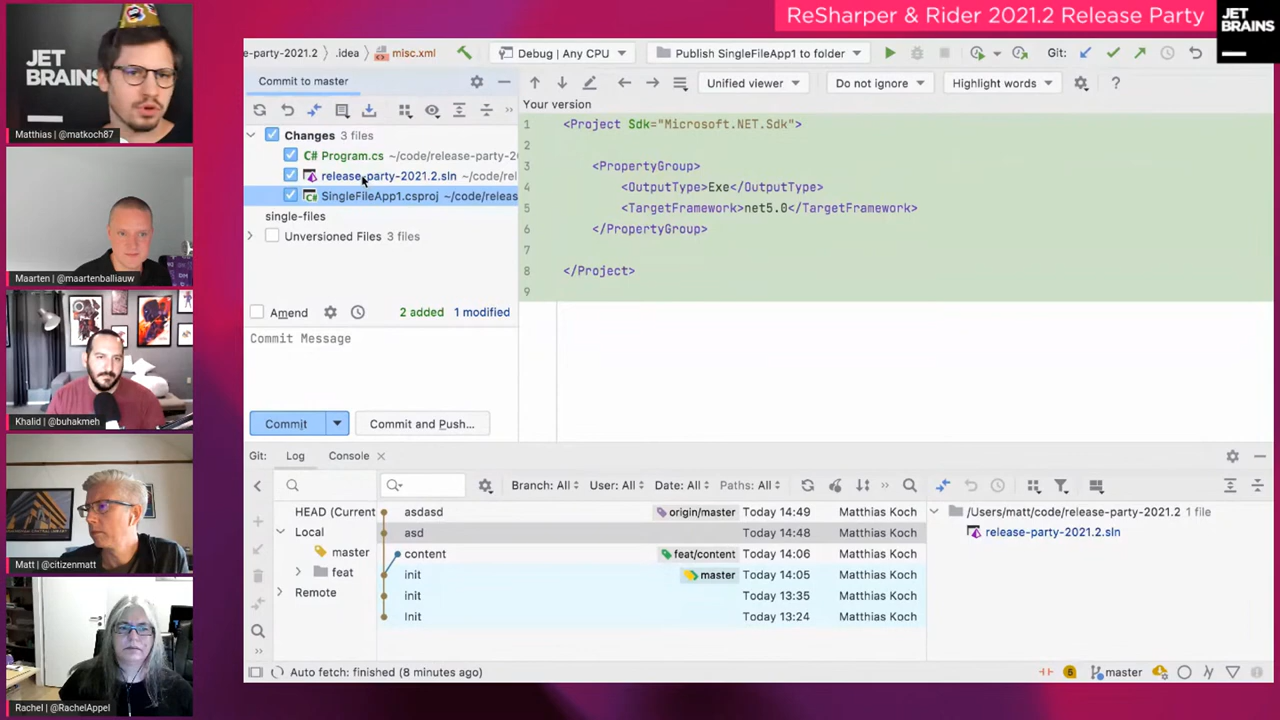 ReSharper & Rider 2021.2 Release Party
JET
BRAINS
JET
BRAINS
Matthias | @matkoch87
Maarten | @maartenballiauw
Khalid | @buhakmeh
Matt | @citizenmatt
Rachel | @RachelAppel
se-party-2021.2 › .idea › misc.xml
Debug | Any CPU
Publish SingleFileApp1 to folder
Git:
Commit to master
Unified viewer
Do not ignore
Highlight words
?
Your version
Changes 3 files
C# Program.cs ~/code/release-party-20
release-party-2021.2.sln ~/code/rel
C# SingleFileApp1.csproj ~/code/releas
single-files
Unversioned Files 3 files
1 <Project Sdk="Microsoft.NET.Sdk">
2
3 <PropertyGroup>
4 <OutputType>Exe</OutputType>
5 <TargetFramework>net5.0</TargetFramework>
6 </PropertyGroup>
7
8 </Project>
9
Amend
2 added 1 modified
Commit Message
Commit
Commit and Push...
Git: Log Console
Branch: All User: All Date: All Paths: All
HEAD (Current
Local
master
feat
Remote
asdasd origin/master Today 14:49 Matthias Koch
asd Today 14:48 Matthias Koch
content feat/content Today 14:06 Matthias Koch
init master Today 14:05 Matthias Koch
init Today 13:35 Matthias Koch
Init Today 13:24 Matthias Koch
/Users/matt/code/release-party-2021.2 1 file
release-party-2021.2.sln
Auto fetch: finished (8 minutes ago)
5
master